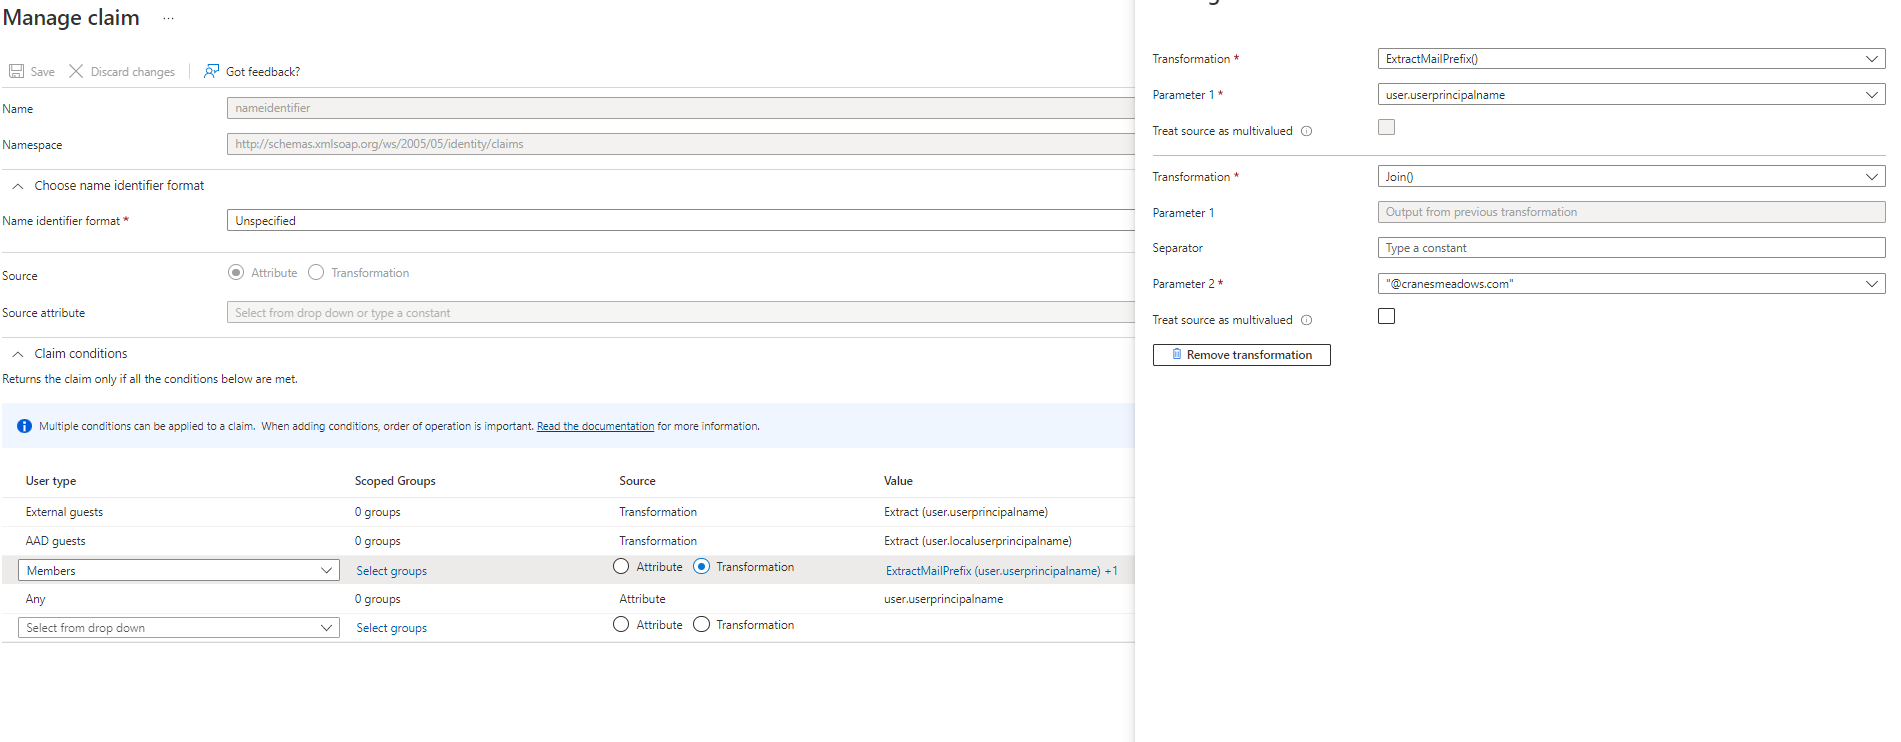 Manage claim ...
Save Discard changes Got feedback?
Name nameidentifier
Namespace http://schemas.xmlsoap.org/ws/2005/05/identity/claims
Choose name identifier format
Name identifier format * Unspecified
Source Attribute Transformation
Source attribute Select from drop down or type a constant
Claim conditions
Returns the claim only if all the conditions below are met.
Multiple conditions can be applied to a claim. When adding conditions, order of operation is important. Read the documentation for more information.
User type Scoped Groups Source Value
External guests 0 groups Transformation Extract (user.userprincipalname)
AAD guests 0 groups Transformation Extract (user.localuserprincipalname)
Members Select groups Attribute Transformation ExtractMailPrefix (user.userprincipalname) +1
Any 0 groups Attribute user.userprincipalname
Select from drop down Select groups Attribute Transformation
Transformation * ExtractMailPrefix()
Parameter 1 * user.userprincipalname
Treat source as multivalued
Transformation * Join()
Parameter 1 Output from previous transformation
Separator Type a constant
Parameter 2 * "@cranesmeadows.com"
Treat source as multivalued
Remove transformation